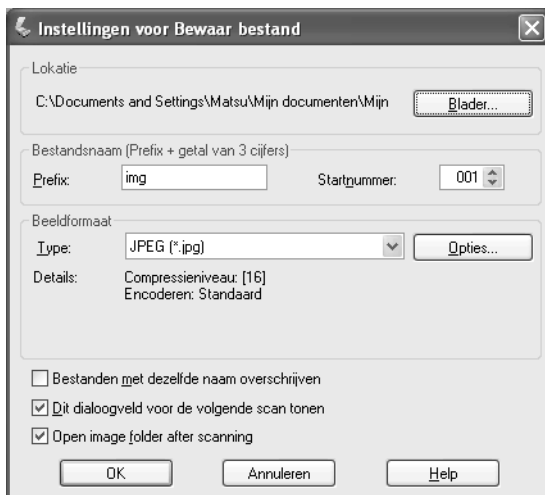 Instellingen voor Bewaar bestand
Lokatie
C:\Documents and Settings\Matsu\Mijn documenten\Mijn Blader...
Bestandsnaam (Prefix + getal van 3 cijfers)
Prefix: img Startnummer: 001
Beeldformaat
Type: JPEG (*.jpg) Opties...
Details: Compressieniveau: [16]
Encoderen: Standaard
Bestanden met dezelfde naam overschrijven
Dit dialoogveld voor de volgende scan tonen
Open image folder after scanning
OK Annuleren Help